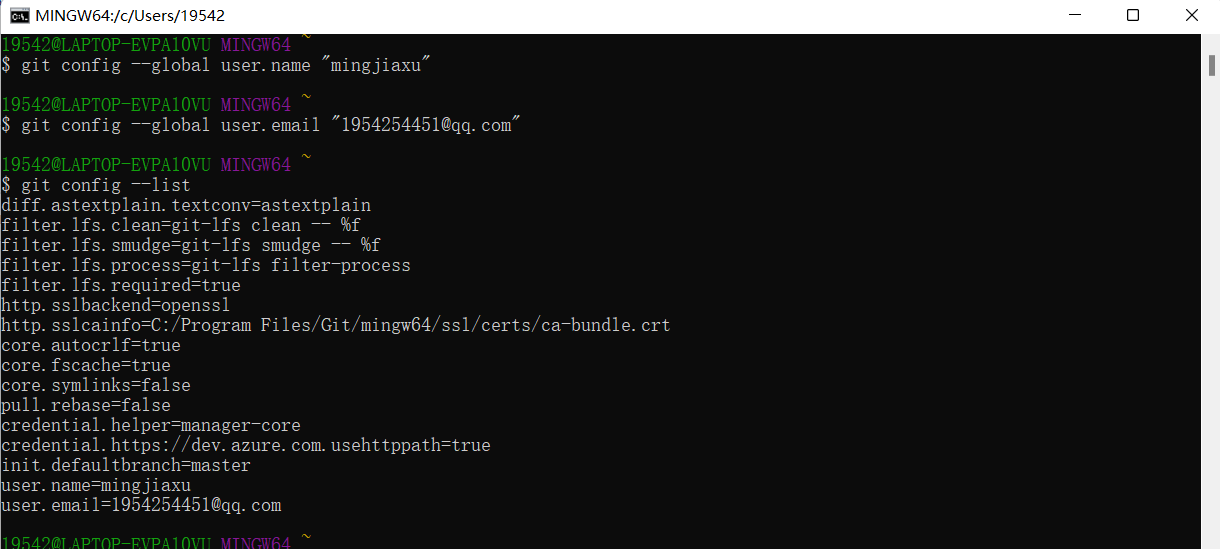 MINGW64:/c/Users/19542
19542@LAPTOP-EVPA10VU MINGW64 ~
$ git config --global user.name "mingjiaxu"
19542@LAPTOP-EVPA10VU MINGW64 ~
$ git config --global user.email "1954254451@qq.com"
19542@LAPTOP-EVPA10VU MINGW64 ~
$ git config --list
diff.astextplain.textconv=astextplain
filter.lfs.clean=git-lfs clean -- %f
filter.lfs.smudge=git-lfs smudge -- %f
filter.lfs.process=git-lfs filter-process
filter.lfs.required=true
http.sslbackend=openssl
http.sslcainfo=C:/Program Files/Git/mingw64/ssl/certs/ca-bundle.crt
core.autocrlf=true
core.fscache=true
core.symlinks=false
pull.rebase=false
credential.helper=manager-core
credential.https://dev.azure.com.usehttppath=true
init.defaultbranch=master
user.name=mingjiaxu
user.email=1954254451@qq.com
19542@LAPTOP-EVPA10VU MINGW64 ~